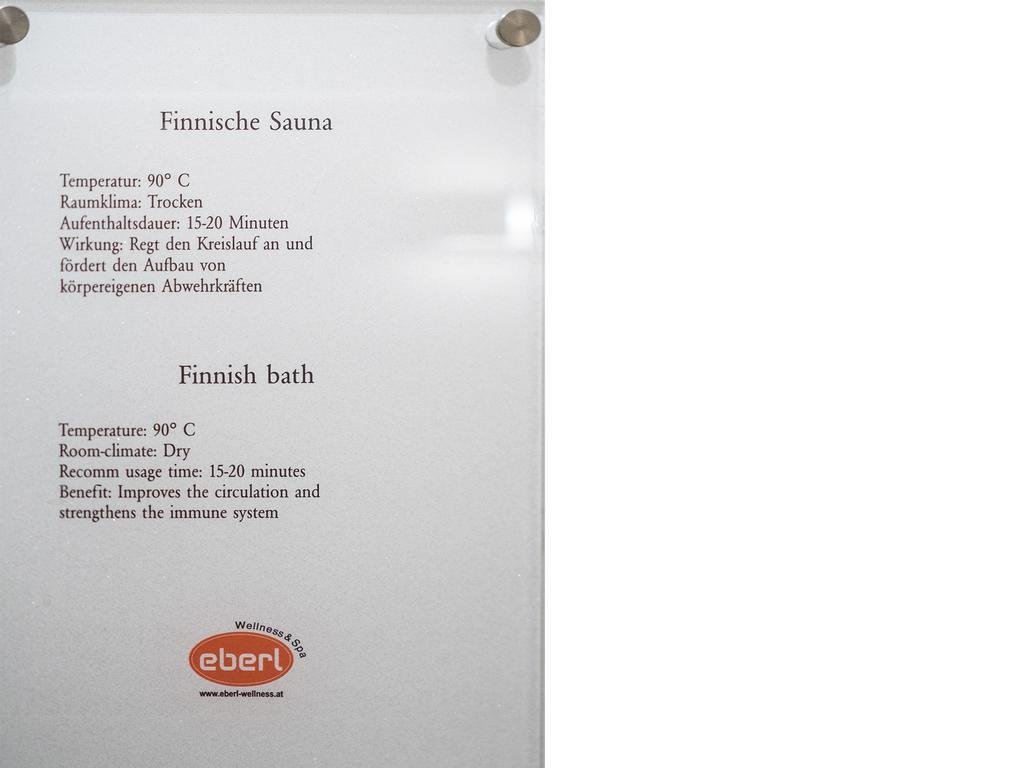 Finnische Sauna
Temperatur: 90° C
Raumklima: Trocken
Aufenthaltsdauer: 15-20 Minuten
Wirkung: Regt den Kreislauf an und
fördert den Aufbau von
körpereigenen Abwehrkräften
Finnish bath
Temperature: 90° C
Room-climate: Dry
Recomm usage time: 15-20 minutes
Benefit: Improves the circulation and
strengthens the immune system
Wellness & Spa
eberl
www.eberl-wellness.at